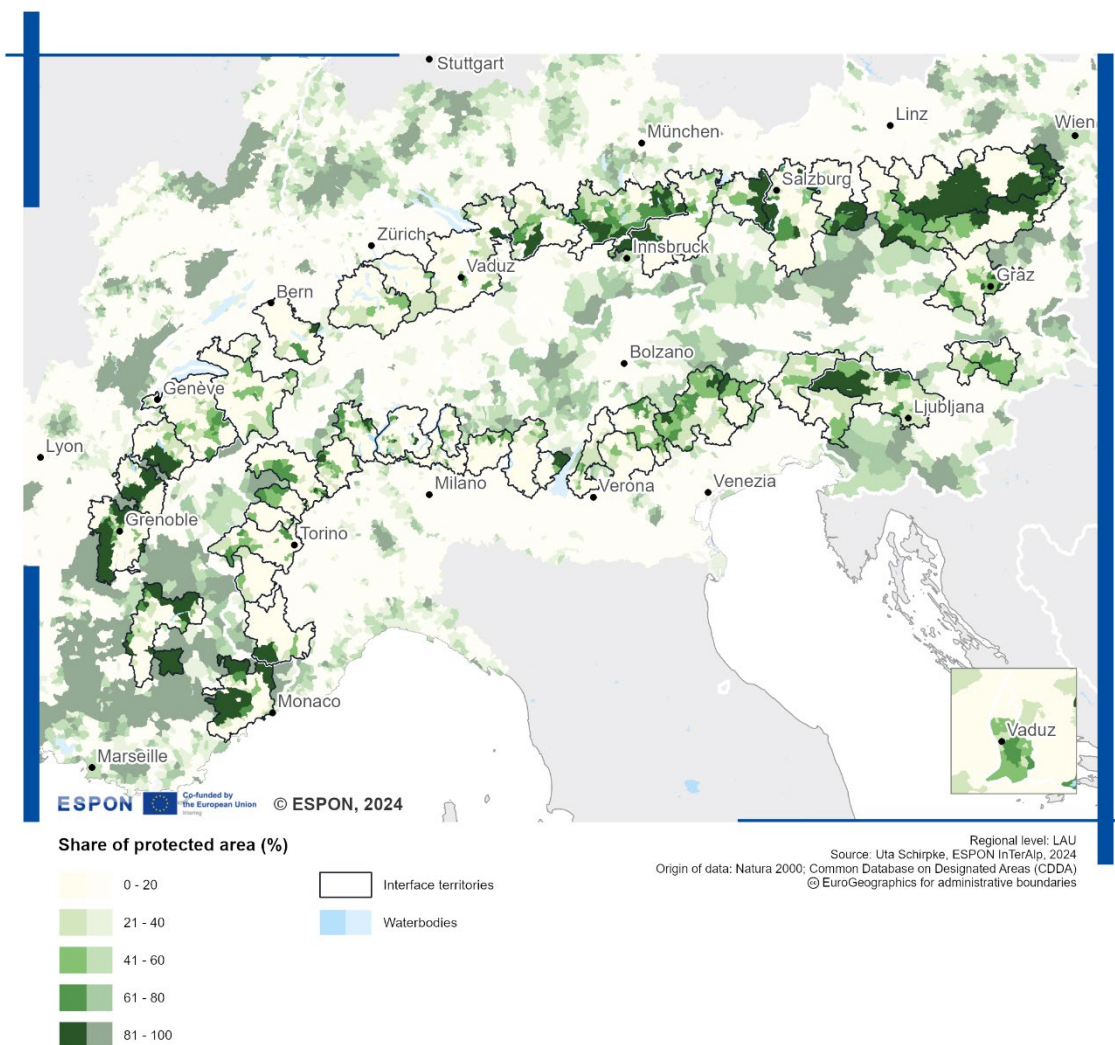 Stuttgart
Linz
Wien
München
Salzburg
Zürich
Innsbruck
Vaduz
Graz
Bern
Bolzano
Genève
Ljubljana
Lyon
Milano
Verona
Venezia
Grenoble
Torino
Monaco
Vaduz
Marseille
ESPON
Co-funded by
the European Union
Interreg
© ESPON, 2024
Share of protected area (%)
0 - 20
21 - 40
41 - 60
61 - 80
81 - 100
Interface territories
Waterbodies
Regional level: LAU
Source: Uta Schirpke, ESPON InTerAlp, 2024
Origin of data: Natura 2000; Common Database on Designated Areas (CDDA)
© EuroGeographics for administrative boundaries